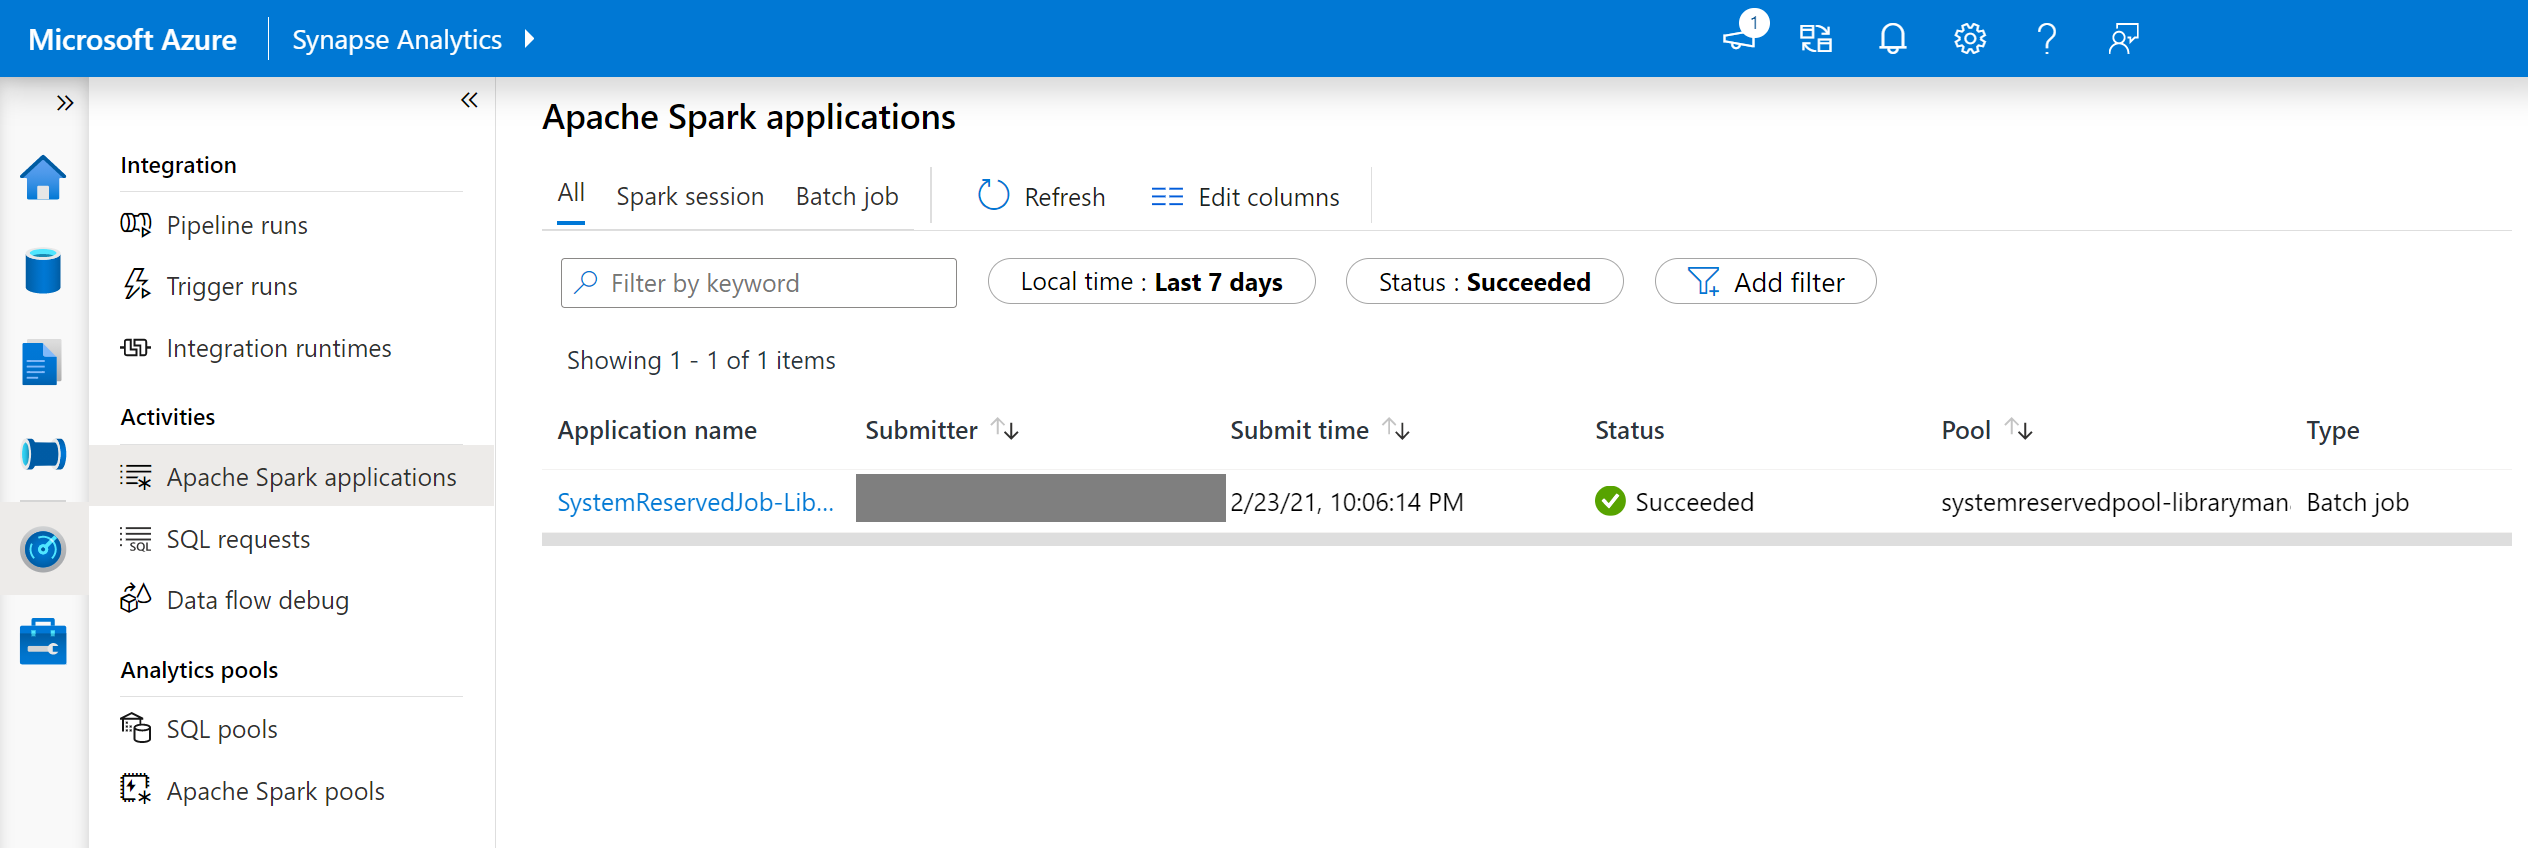 Microsoft Azure
Synapse Analytics
1
Integration
Pipeline runs
Trigger runs
Integration runtimes
Activities
Apache Spark applications
SQL requests
Data flow debug
Analytics pools
SQL pools
Apache Spark pools
Apache Spark applications
All Spark session Batch job Refresh Edit columns
Filter by keyword Local time : Last 7 days Status : Succeeded Add filter
Showing 1 - 1 of 1 items
Application name Submitter Submit time Status Pool Type
SystemReservedJob-Lib... 2/23/21, 10:06:14 PM Succeeded systemreservedpool-libraryman Batch job